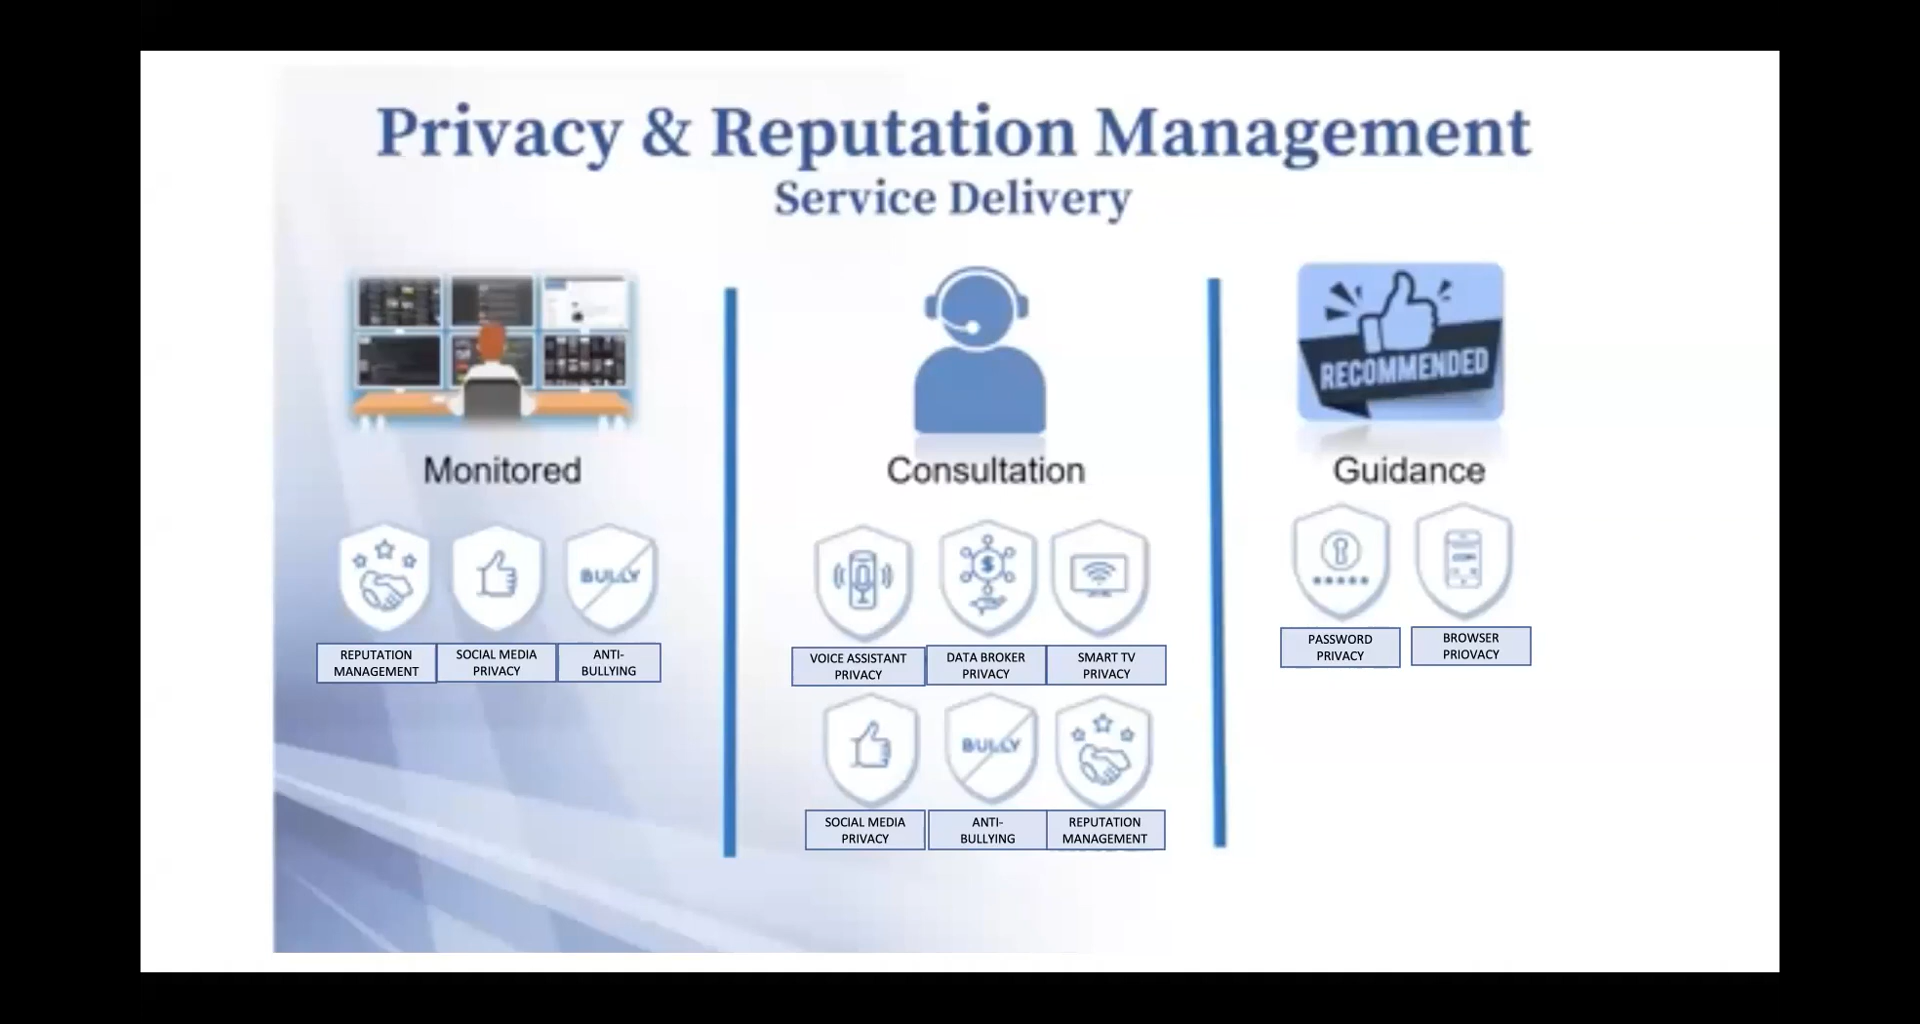 Privacy & Reputation Management
Service Delivery
RECOMMENDED
Monitored
Consultation
Guidance
BULLY
REPUTATION
MANAGEMENT
SOCIAL MEDIA
PRIVACY
ANTI-
BULLYING
$
VOICE ASSISTANT
PRIVACY
DATA BROKER
PRIVACY
SMART TV
PRIVACY
BULLY
SOCIAL MEDIA
PRIVACY
ANTI-
BULLYING
REPUTATION
MANAGEMENT
PASSWORD
PRIVACY
BROWSER
PRIOVACY